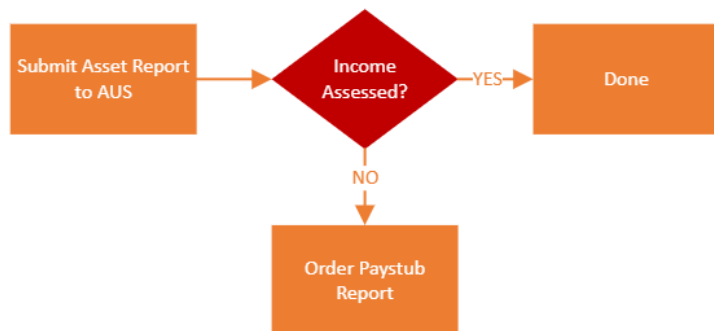 Submit Asset Report
to AUS
Income
Assessed?
YES
Done
NO
Order Paystub
Report